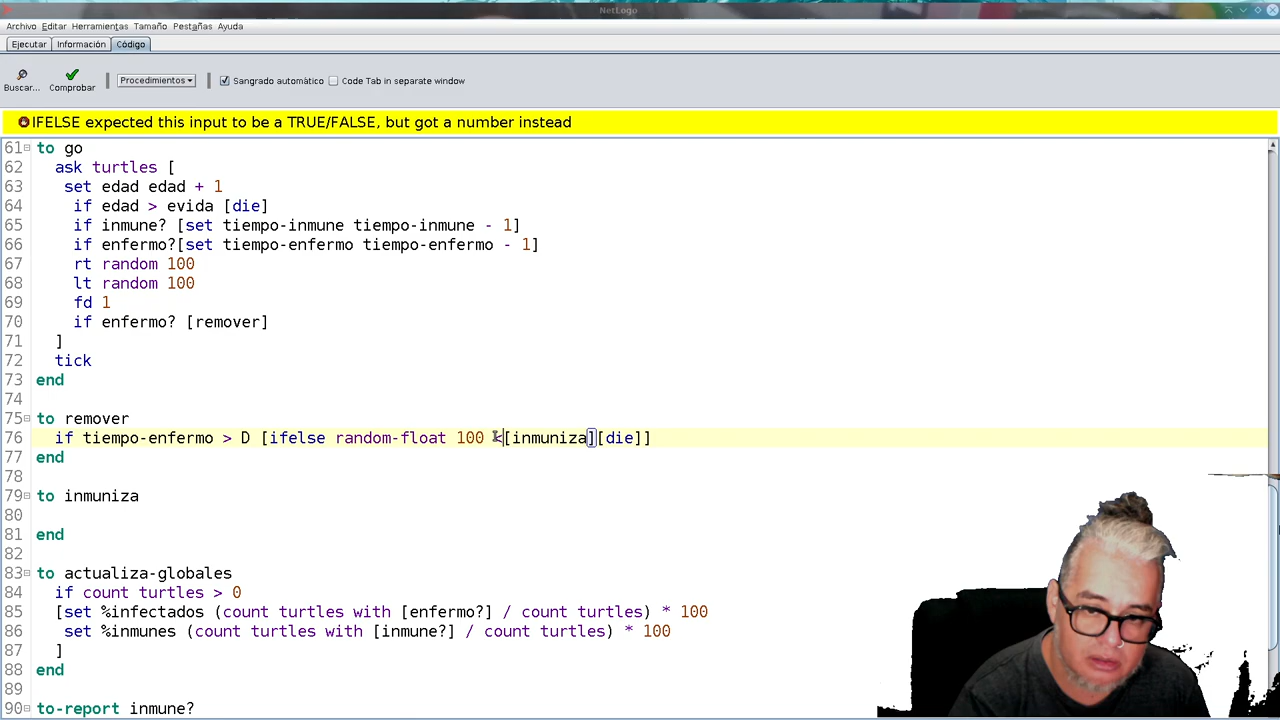 NetLogo
Archivo Editar Herramientas Tamaño Pestañas Ayuda
Ejecutar Información Código
Buscar... Comprobar Procedimientos Sangrado automático Code Tab in separate window
IFELSE expected this input to be a TRUE/FALSE, but got a number instead
61 to go
62 ask turtles [
63 set edad edad + 1
64 if edad > evida [die]
65 if inmune? [set tiempo-inmune tiempo-inmune - 1]
66 if enfermo?[set tiempo-enfermo tiempo-enfermo - 1]
67 rt random 100
68 lt random 100
69 fd 1
70 if enfermo? [remover]
71 ]
72 tick
73 end
74
75 to remover
76 if tiempo-enfermo > D [ifelse random-float 100 <[inmuniza][die]]
77 end
78
79 to inmuniza
80
81 end
82
83 to actualiza-globales
84 if count turtles > 0
85 [set %infectados (count turtles with [enfermo?] / count turtles) * 100
86 set %inmunes (count turtles with [inmune?] / count turtles) * 100
87 ]
88 end
89
90 to-report inmune?